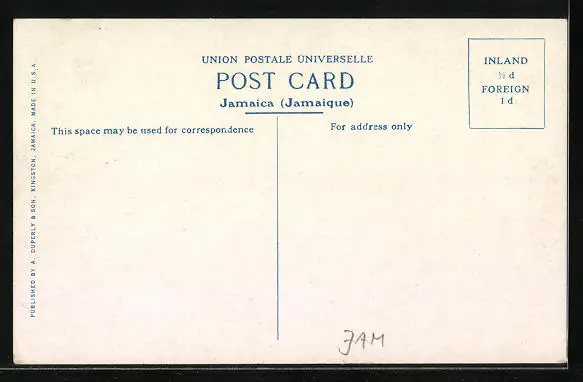 UNION POSTALE UNIVERSELLE
POST CARD
Jamaica (Jamaique)
INLAND
½ d
FOREIGN
1 d
This space may be used for correspondence
For address only
PUBLISHED BY A. DUPERLY & SON, KINGSTON, JAMAICA, MADE IN U.S.A
JAM